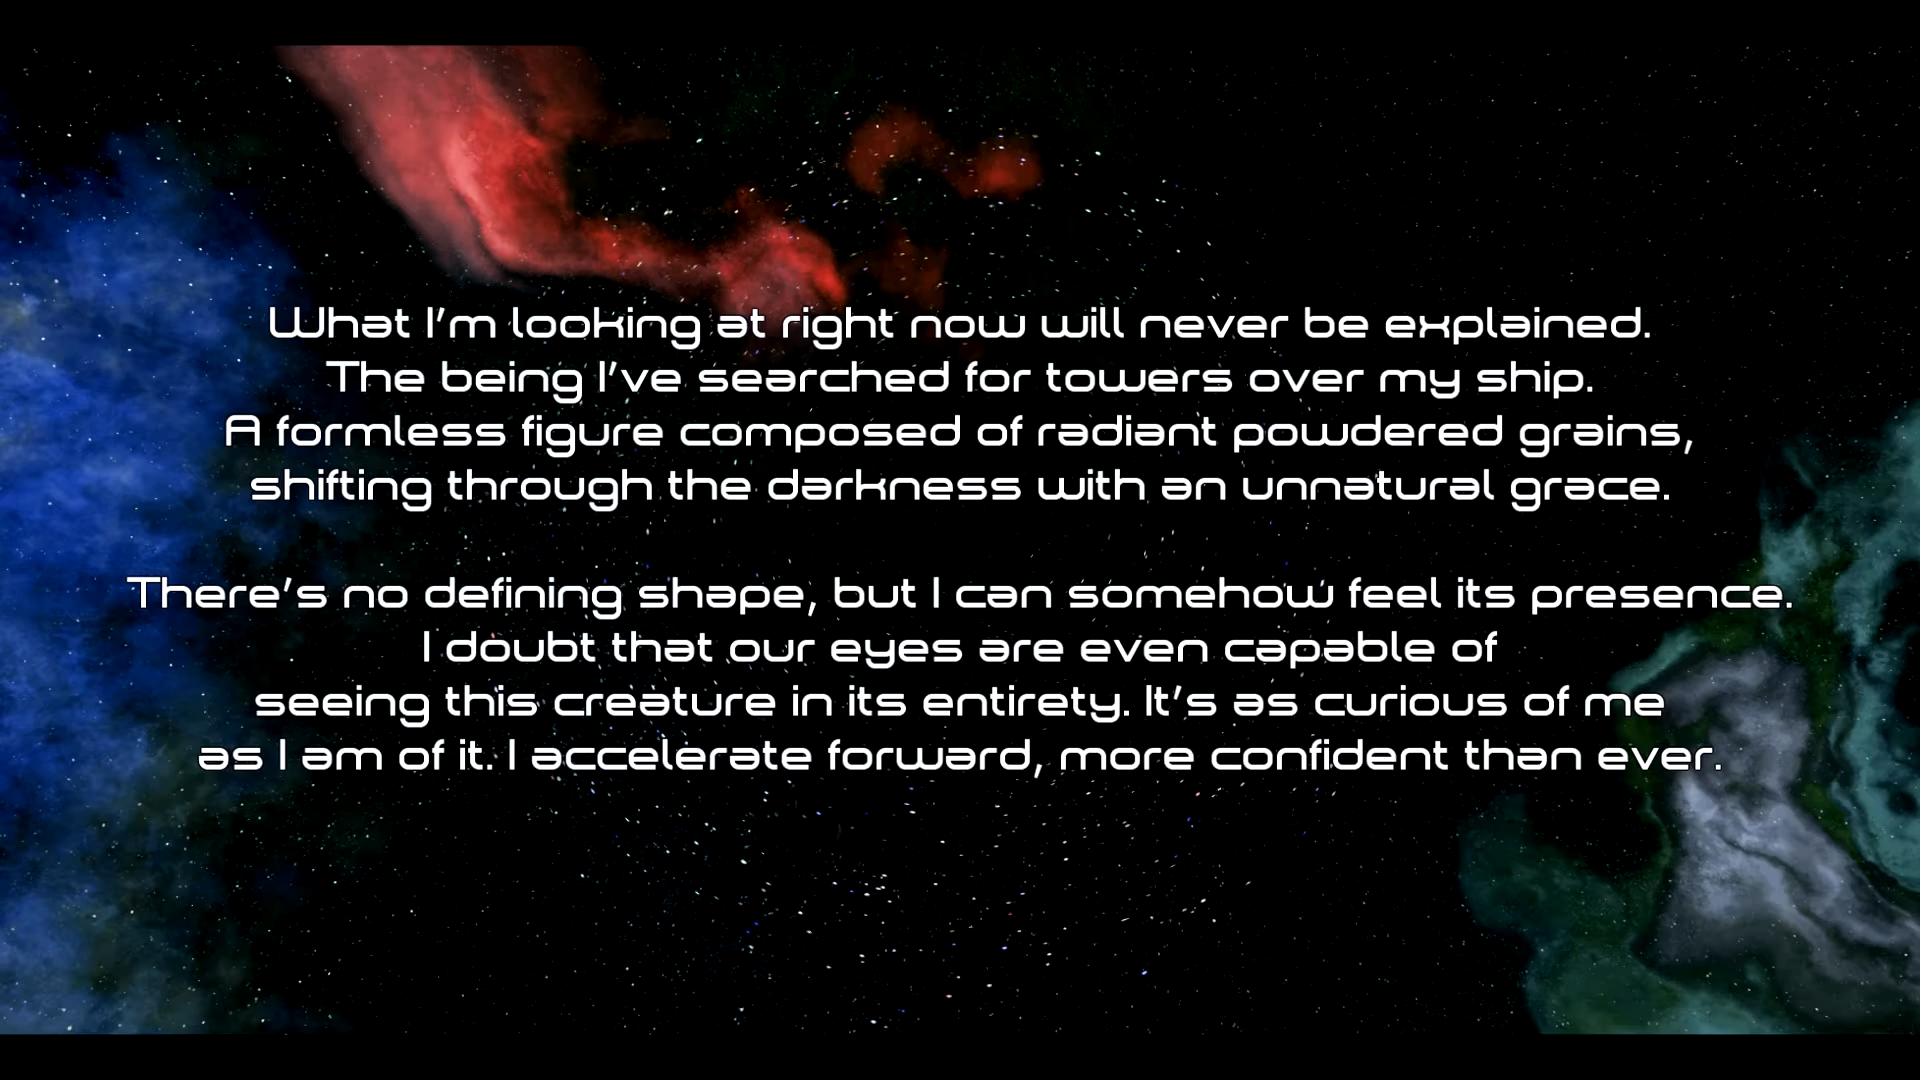 What I'm looking at right now will never be explained.
The being I've searched for towers over my ship.
A formless figure composed of radiant powdered grains,
shifting through the darkness with an unnatural grace.
There's no defining shape, but I can somehow feel its presence.
I doubt that our eyes are even capable of
seeing this creature in its entirety. It's as curious of me
as I am of it. I accelerate forward, more confident than ever.